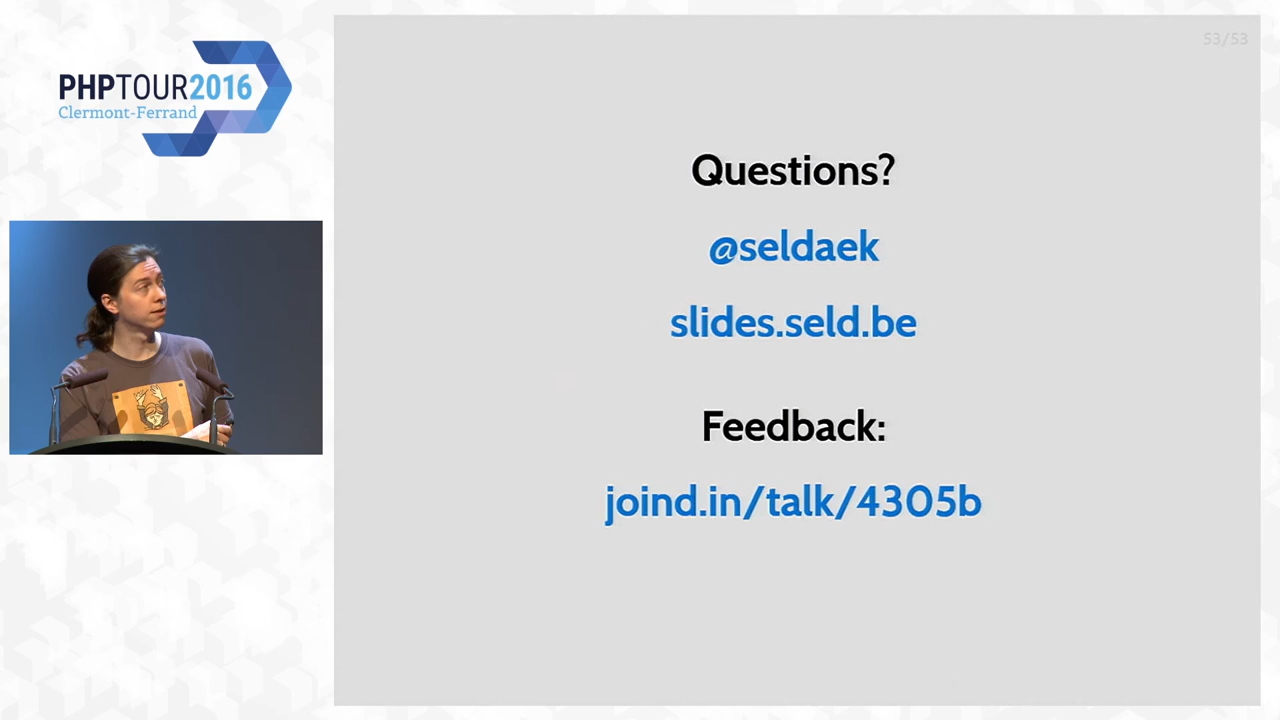 PHPTOUR2016
Clermont-Ferrand
53/53
Questions?
@seldaek
slides.seld.be
Feedback:
joind.in/talk/4305b